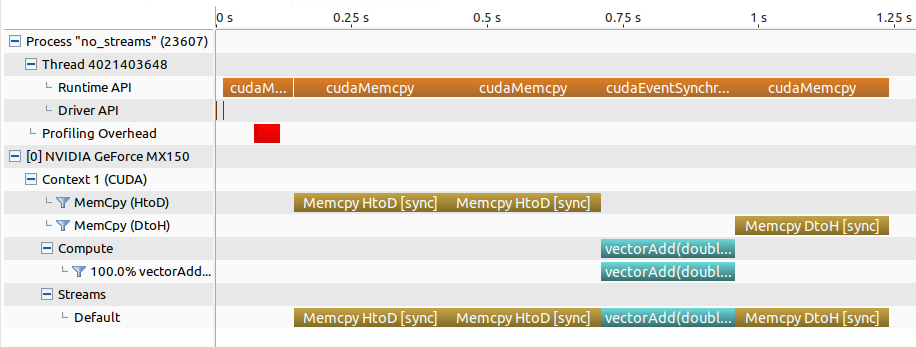 0 s 0.25 s 0.5 s 0.75 s 1 s 1.25 s
Process "no_streams" (23607)
Thread 4021403648
Runtime API cudaM... cudaMemcpy cudaMemcpy cudaEventSynchr... cudaMemcpy
Driver API
Profiling Overhead
[0] NVIDIA GeForce MX150
Context 1 (CUDA)
MemCpy (HtoD) Memcpy HtoD [sync] Memcpy HtoD [sync]
MemCpy (DtoH) Memcpy DtoH [sync]
Compute vectorAdd(doubl...
100.0% vectorAdd... vectorAdd(doubl...
Streams
Default Memcpy HtoD [sync] Memcpy HtoD [sync] vectorAdd(doubl... Memcpy DtoH [sync]